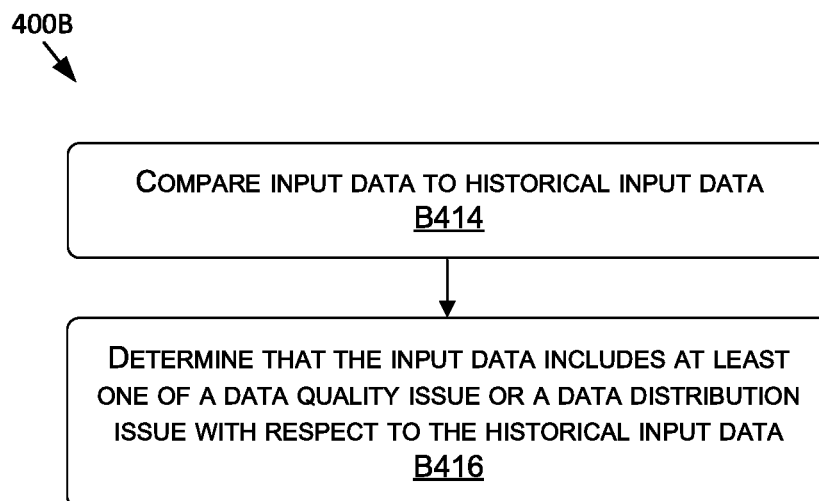 400B
COMPARE INPUT DATA TO HISTORICAL INPUT DATA
B414
DETERMINE THAT THE INPUT DATA INCLUDES AT LEAST
ONE OF A DATA QUALITY ISSUE OR A DATA DISTRIBUTION
ISSUE WITH RESPECT TO THE HISTORICAL INPUT DATA
B416